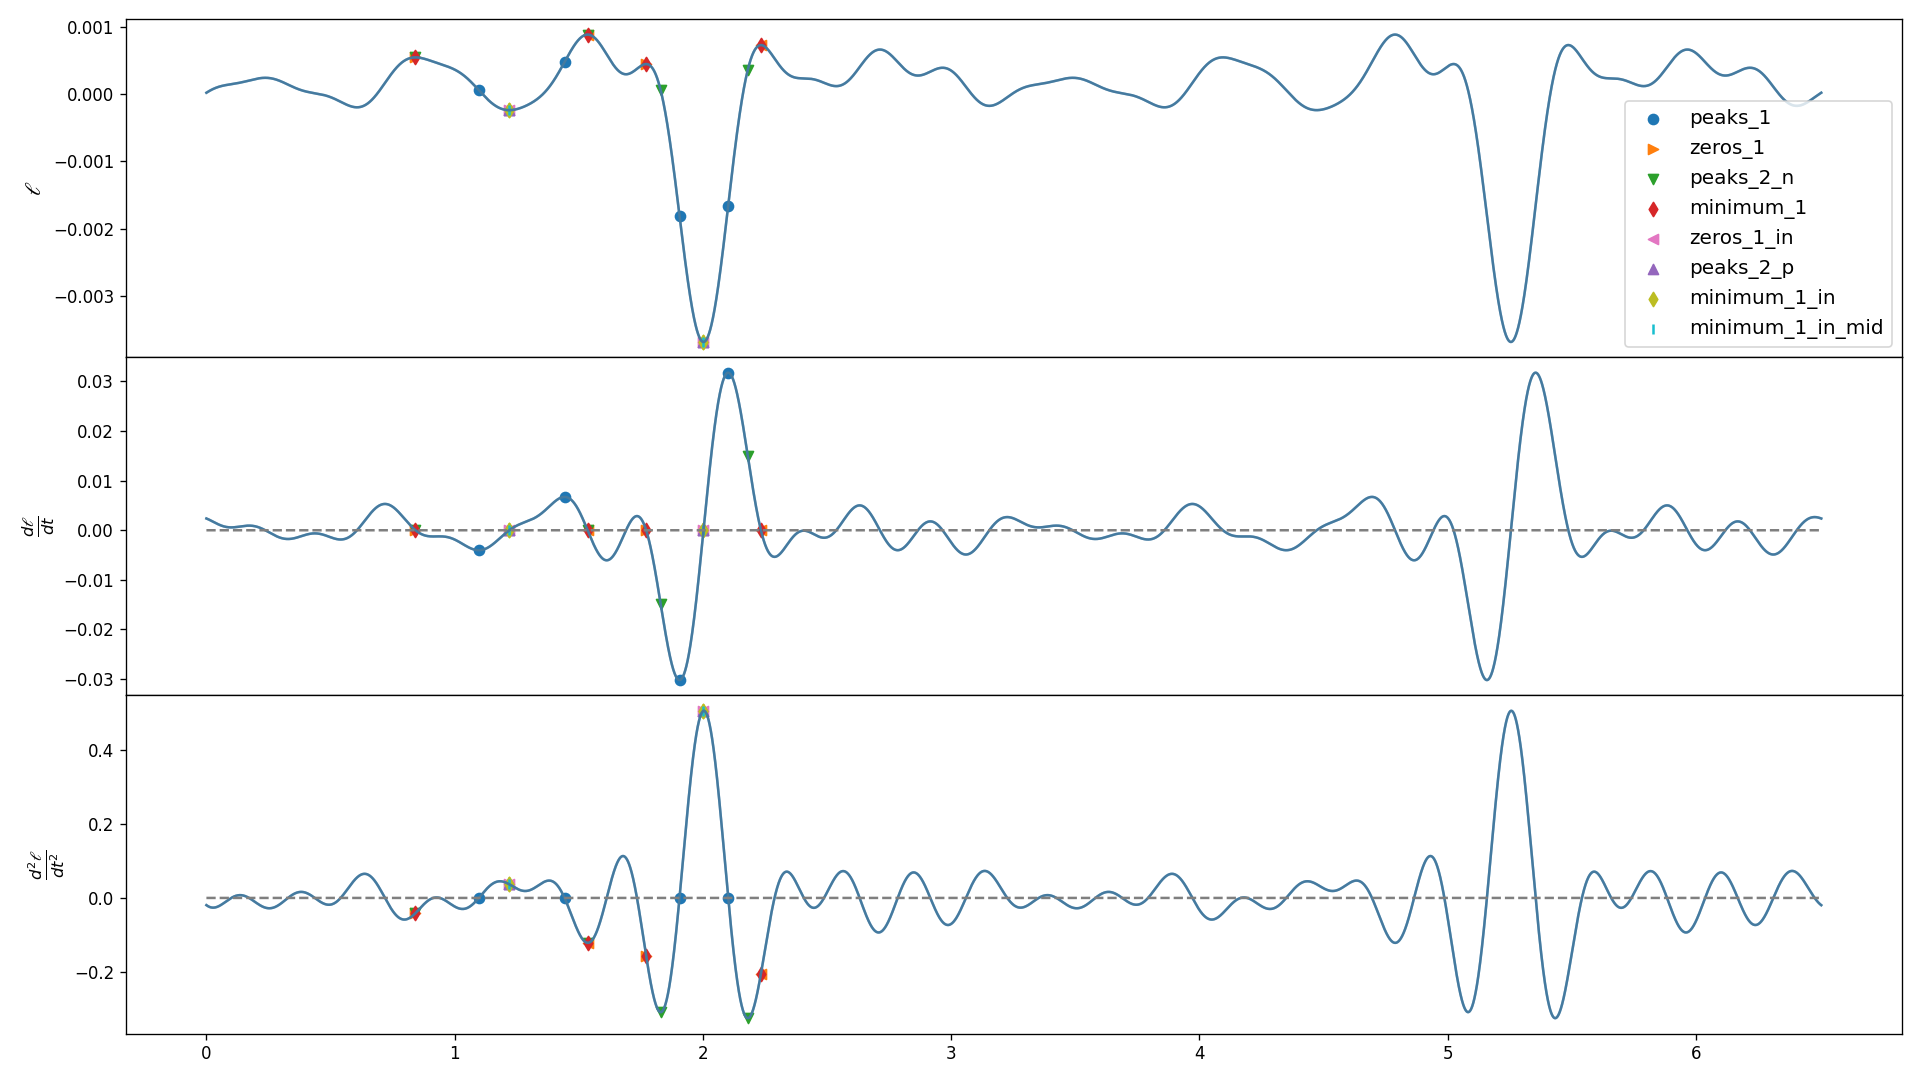 0.001
0.000
−0.001
−0.002
−0.003
ℓ
peaks_1
zeros_1
peaks_2_n
minimum_1
zeros_1_in
peaks_2_p
minimum_1_in
minimum_1_in_mid
0.03
0.02
0.01
0.00
−0.01
−0.02
−0.03
dℓ
dt
0.4
0.2
0.0
−0.2
d²ℓ
dt²
0 1 2 3 4 5 6